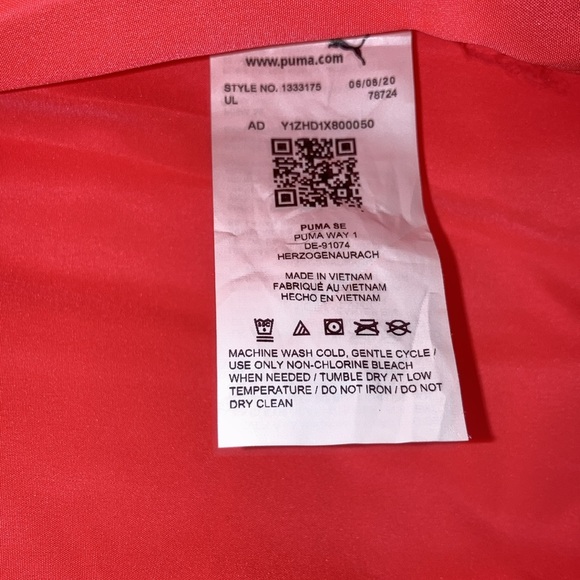 www.puma.com
STYLE NO. 1333175 06/06/20
UL 78724
AD Y1ZHD1X800050
PUMA SE
PUMA WAY 1
DE-91074
HERZOGENAURACH
MADE IN VIETNAM
FABRIQUÉ AU VIETNAM
HECHO EN VIETNAM
MACHINE WASH COLD, GENTLE CYCLE /
USE ONLY NON-CHLORINE BLEACH
WHEN NEEDED / TUMBLE DRY AT LOW
TEMPERATURE / DO NOT IRON / DO NOT
DRY CLEAN